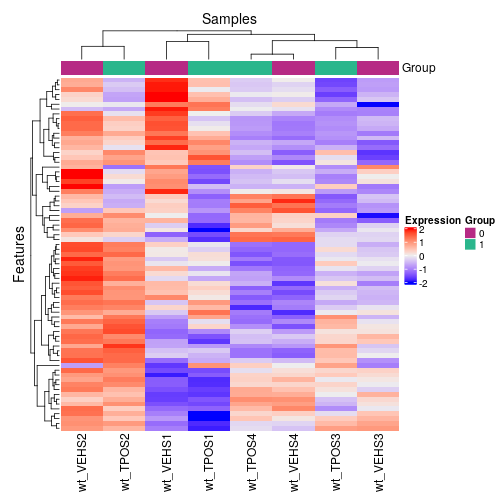 Samples
Group
Features
Expression Group
2
1
0
-1
-2
0
1
wt_VEHS2
wt_TPOS2
wt_VEHS1
wt_TPOS1
wt_TPOS4
wt_VEHS4
wt_TPOS3
wt_VEHS3